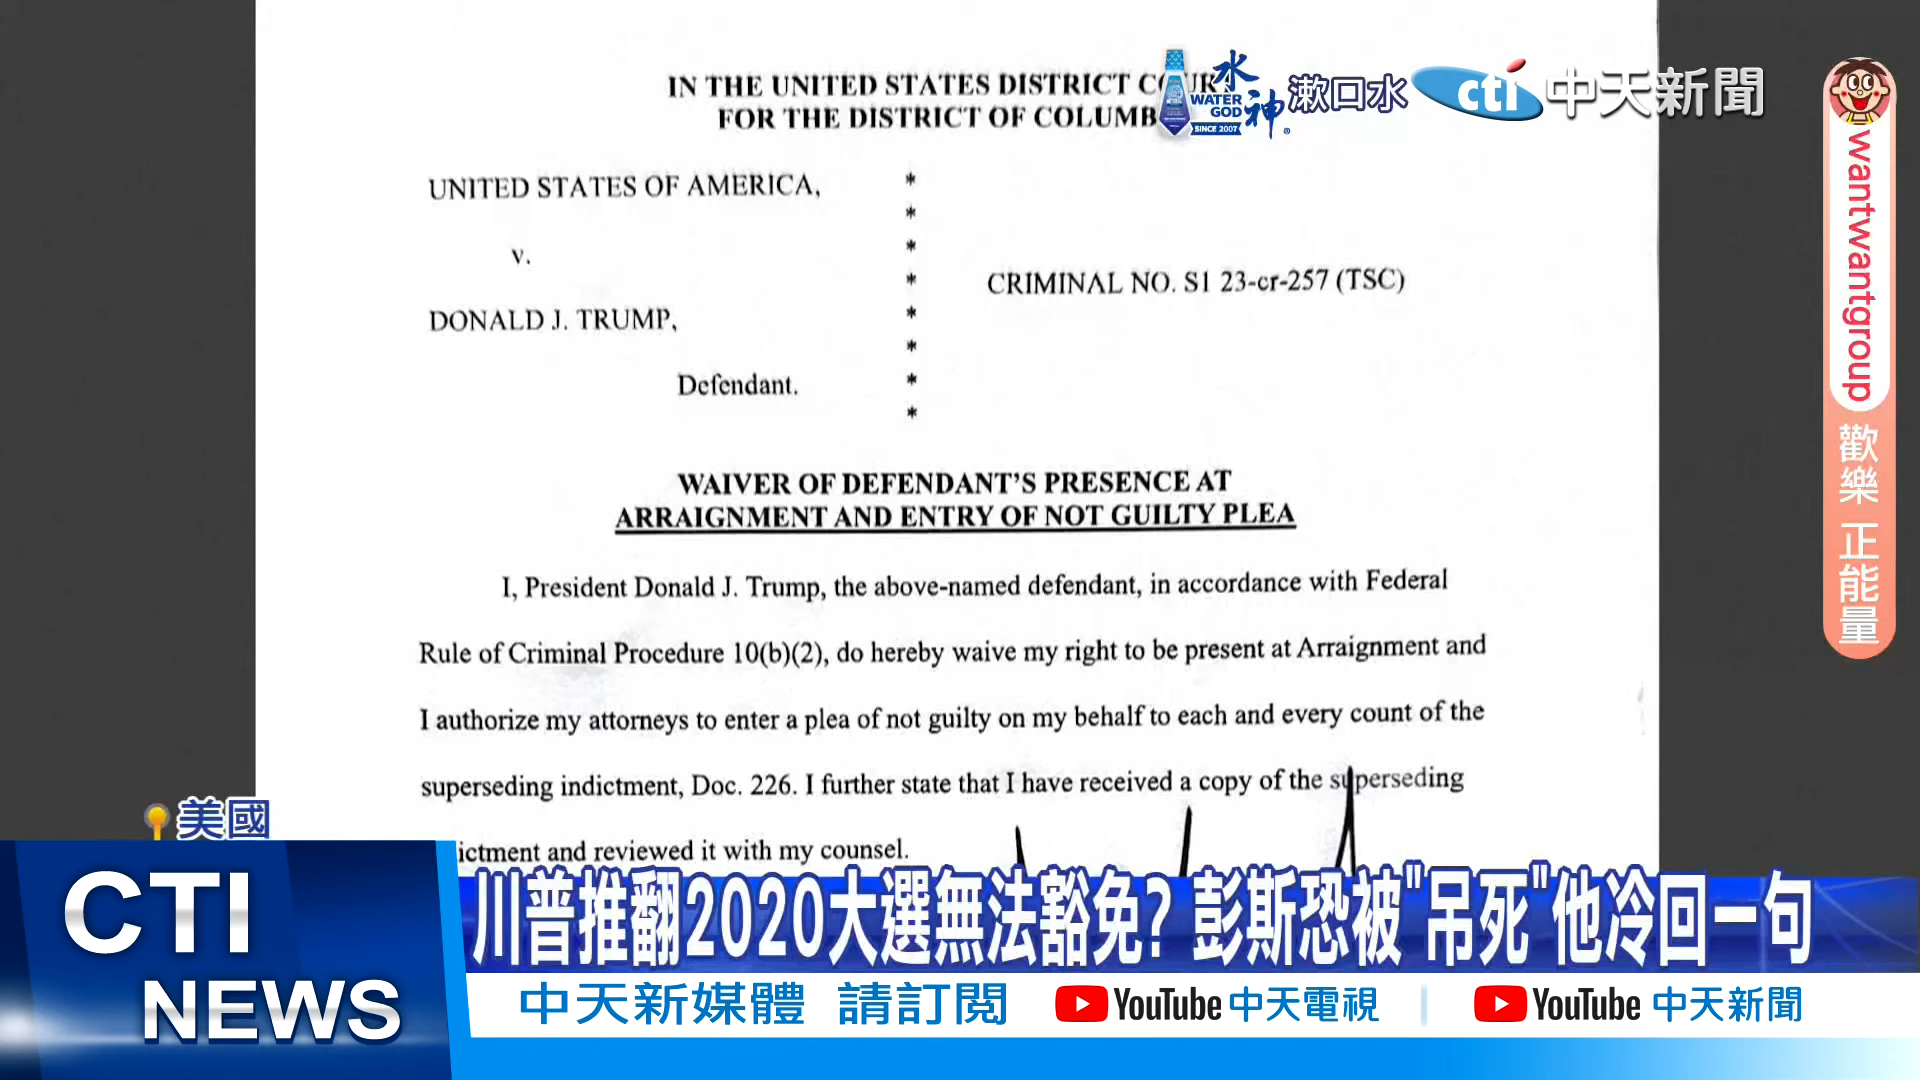 IN THE UNITED STATES DISTRICT COUR
FOR THE DISTRICT OF COLUMB
水神
WATER GOD
SINCE 2007
漱口水
cti 中天新聞
wantwantgroup
歡樂 正能量
UNITED STATES OF AMERICA,
v.
DONALD J. TRUMP,
Defendant.
*
*
*
*
*
*
*
*
CRIMINAL NO. S1 23-cr-257 (TSC)
WAIVER OF DEFENDANT'S PRESENCE AT
ARRAIGNMENT AND ENTRY OF NOT GUILTY PLEA
I, President Donald J. Trump, the above-named defendant, in accordance with Federal
Rule of Criminal Procedure 10(b)(2), do hereby waive my right to be present at Arraignment and
I authorize my attorneys to enter a plea of not guilty on my behalf to each and every count of the
superseding indictment, Doc. 226. I further state that I have received a copy of the superseding
ictment and reviewed it with my counsel.
美國
CTI
NEWS
川普推翻2020大選無法豁免? 彭斯恐被"吊死"他冷回一句
中天新媒體 請訂閱 YouTube 中天電視 | YouTube 中天新聞